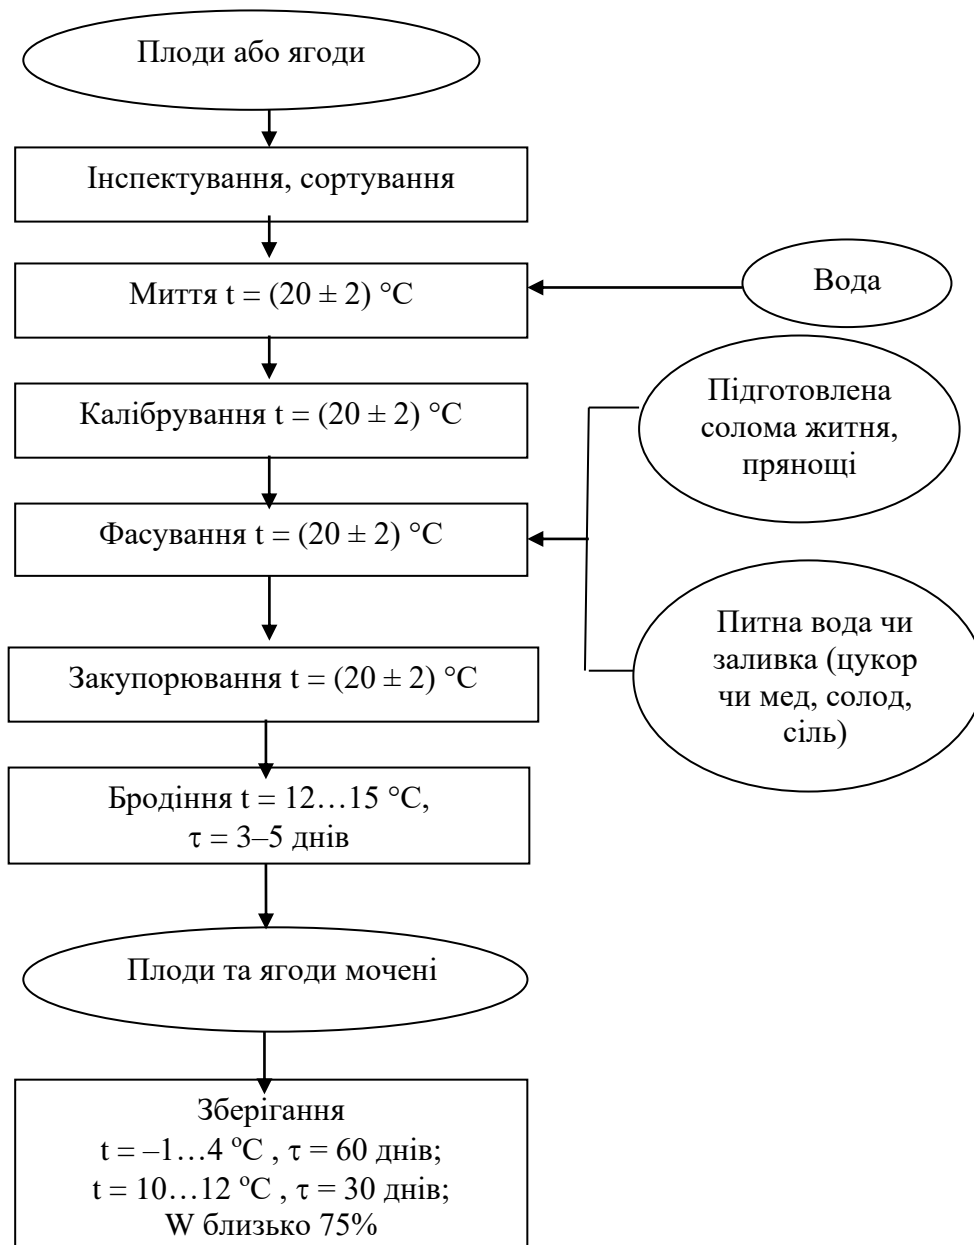 Плоди або ягоди
Інспектування, сортування
Миття t = (20 ± 2) °С
Вода
Калібрування t = (20 ± 2) °С
Підготовлена
солома житня,
прянощі
Фасування t = (20 ± 2) °С
Питна вода чи
заливка (цукор
чи мед, солод,
сіль)
Закупорювання t = (20 ± 2) °С
Бродіння t = 12…15 °С,
τ = 3–5 днів
Плоди та ягоди мочені
Зберігання
t = –1…4 °С , τ = 60 днів;
t = 10…12 °С , τ = 30 днів;
W близько 75%